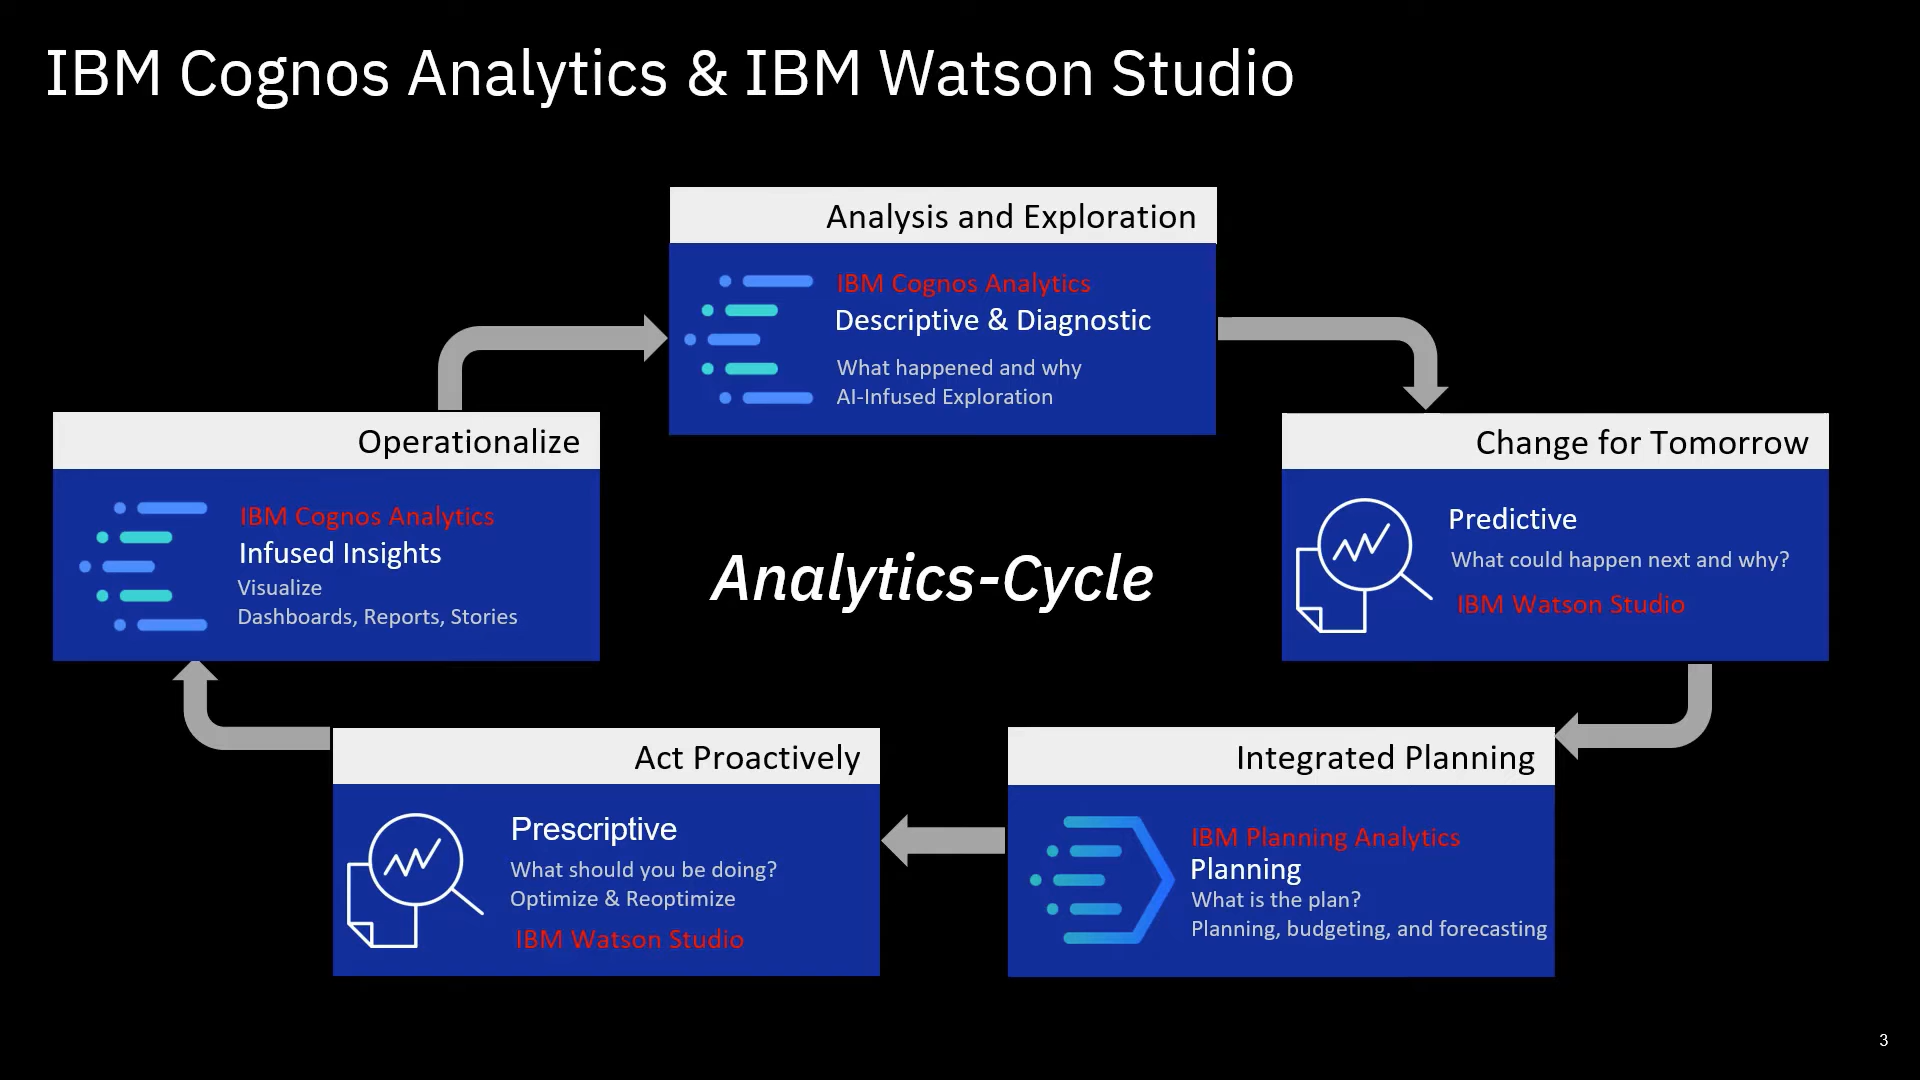 IBM Cognos Analytics & IBM Watson Studio
Analysis and Exploration
IBM Cognos Analytics
Descriptive & Diagnostic
What happened and why
AI-Infused Exploration
Operationalize
IBM Cognos Analytics
Infused Insights
Visualize
Dashboards, Reports, Stories
Analytics-Cycle
Change for Tomorrow
Predictive
What could happen next and why?
IBM Watson Studio
Act Proactively
Prescriptive
What should you be doing?
Optimize & Reoptimize
IBM Watson Studio
Integrated Planning
IBM Planning Analytics
Planning
What is the plan?
Planning, budgeting, and forecasting
3